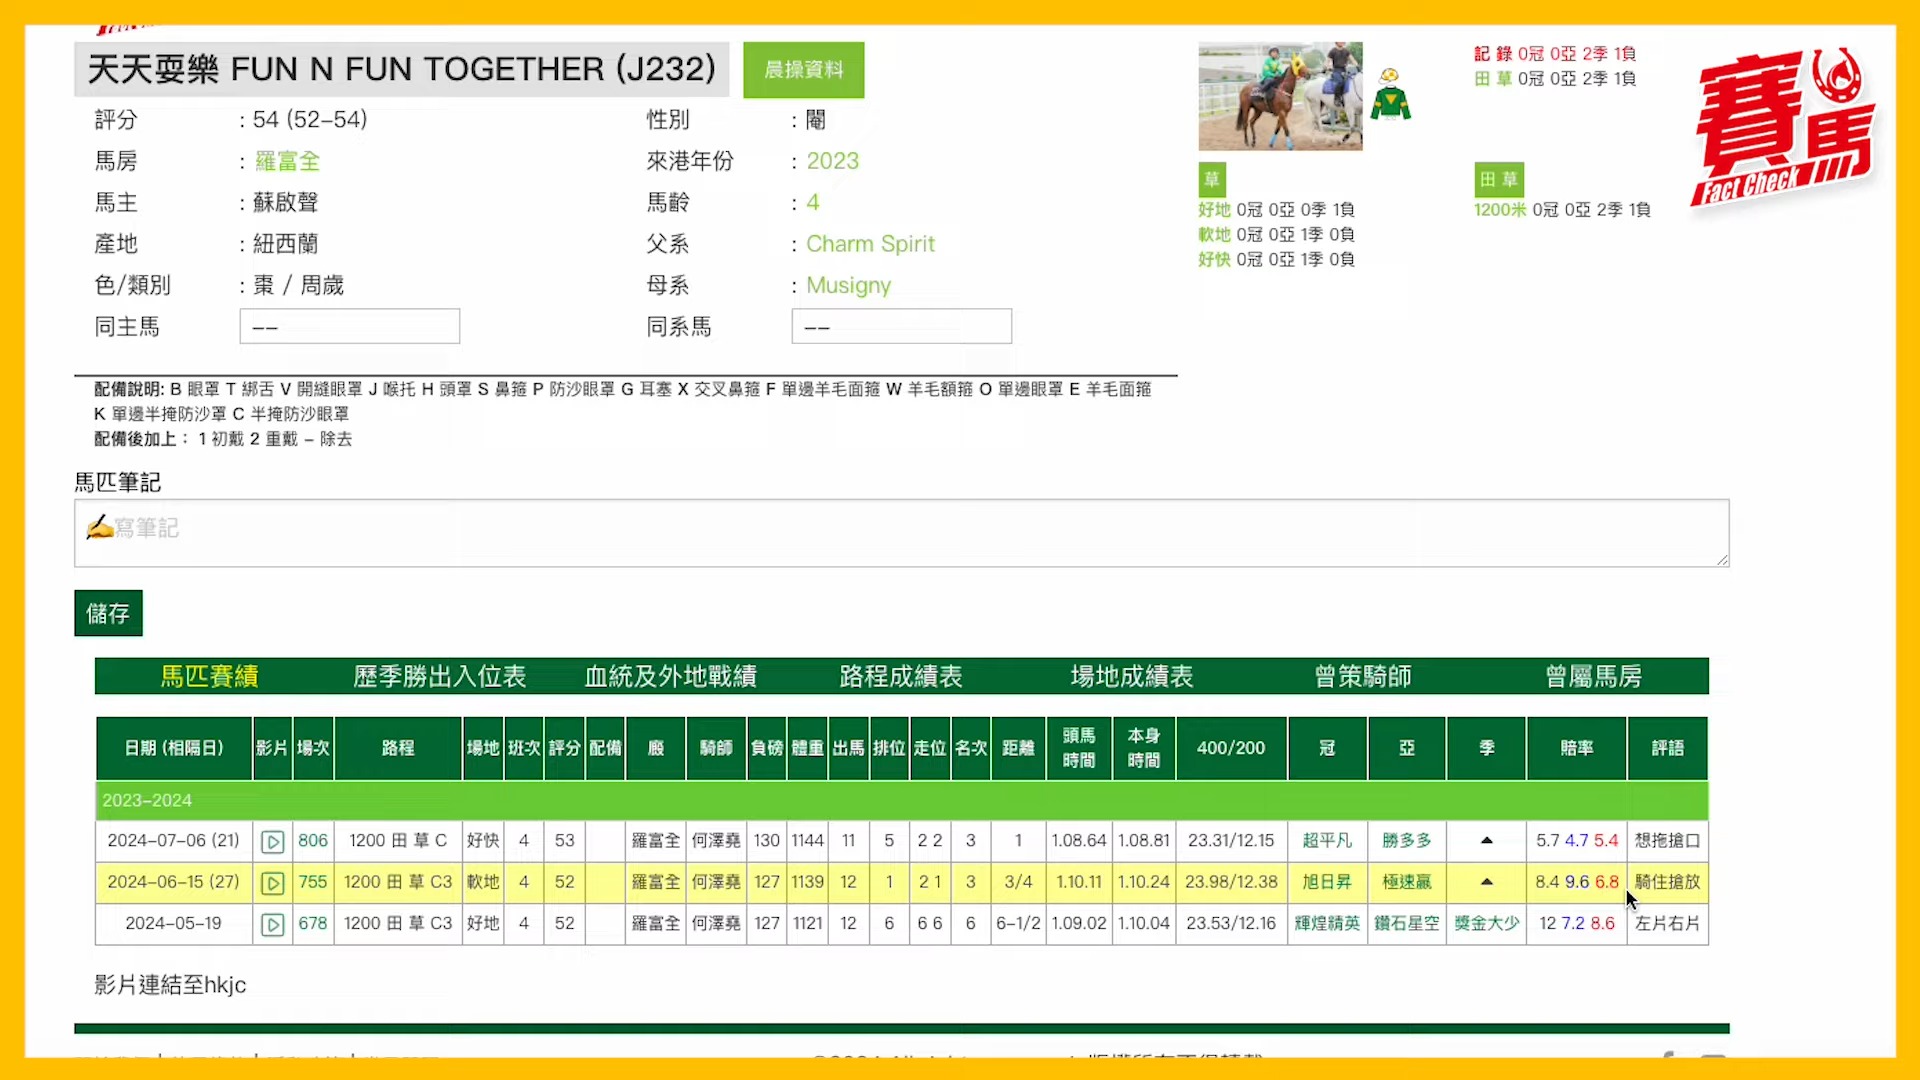 天天耍樂 FUN N FUN TOGETHER (J232)
晨操資料
評分 : 54 (52-54) 性別 : 閹
馬房 : 羅富全 來港年份 : 2023
馬主 : 蘇啟聲 馬齡 : 4
產地 : 紐西蘭 父系 : Charm Spirit
色/類別 : 棗 / 周歲 母系 : Musigny
同主馬 -- 同系馬 --
記錄 0冠 0亞 2季 1負
田草 0冠 0亞 2季 1負
草
好地 0冠 0亞 0季 1負
軟地 0冠 0亞 1季 0負
好快 0冠 0亞 1季 0負
田草
1200米 0冠 0亞 2季 1負
賽馬
Fact Check
配備說明: B 眼罩 T 綁舌 V 開縫眼罩 J 喉托 H 頭罩 S 鼻箍 P 防沙眼罩 G 耳塞 X 交叉鼻箍 F 單邊羊毛面箍 W 羊毛額箍 O 單邊眼罩 E 羊毛面箍
K 單邊半掩防沙罩 C 半掩防沙眼罩
配備後加上： 1 初戴 2 重戴 – 除去
馬匹筆記
寫筆記
儲存
馬匹賽績 歷季勝出入位表 血統及外地戰績 路程成績表 場地成績表 曾策騎師 曾屬馬房
日期 (相隔日) 影片 場次 路程 場地 班次 評分 配備 廄 騎師 負磅 體重 出馬 排位 走位 名次 距離 頭馬時間 本身時間 400/200 冠 亞 季 賠率 評語
2023-2024
2024-07-06 (21) 806 1200 田 草 C 好快 4 53 羅富全 何澤堯 130 1144 11 5 2 2 3 1 1.08.64 1.08.81 23.31/12.15 超平凡 勝多多 ▲ 5.7 4.7 5.4 想拖搶口
2024-06-15 (27) 755 1200 田 草 C3 軟地 4 52 羅富全 何澤堯 127 1139 12 1 2 1 3 3/4 1.10.11 1.10.24 23.98/12.38 旭日昇 極速贏 ▲ 8.4 9.6 6.8 騎住搶放
2024-05-19 678 1200 田 草 C3 好地 4 52 羅富全 何澤堯 127 1121 12 6 6 6 6 6-1/2 1.09.02 1.10.04 23.53/12.16 輝煌精英 鑽石星空 獎金大少 12 7.2 8.6 左片右片
影片連結至hkjc